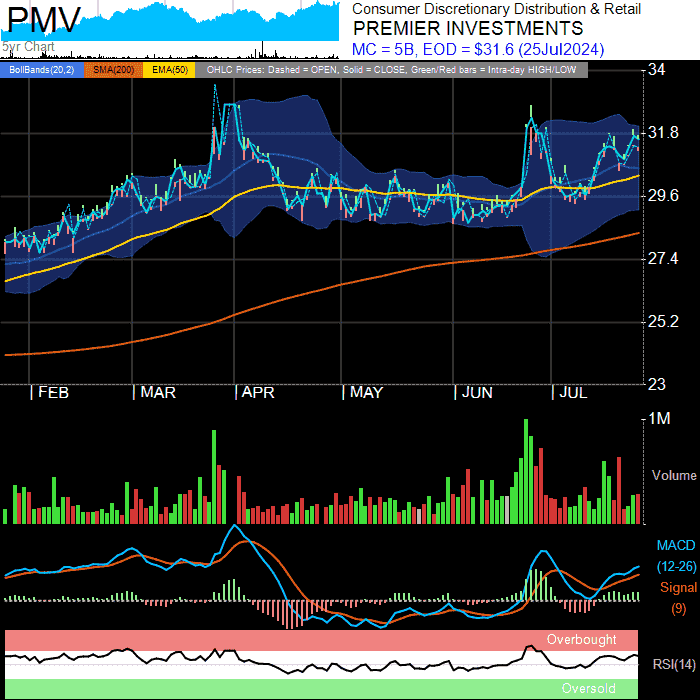 PMV
5yr Chart
Consumer Discretionary Distribution & Retail
PREMIER INVESTMENTS
MC = 5B, EOD = $31.6 (25Jul2024)
BollBands(20,2) SMA(200) EMA(50) OHLC Prices: Dashed = OPEN, Solid = CLOSE, Green/Red bars = Intra-day HIGH/LOW
34
31.8
29.6
27.4
25.2
23
FEB MAR APR MAY JUN JUL
1M
Volume
MACD
(12-26)
Signal
(9)
Overbought
RSI(14)
Oversold